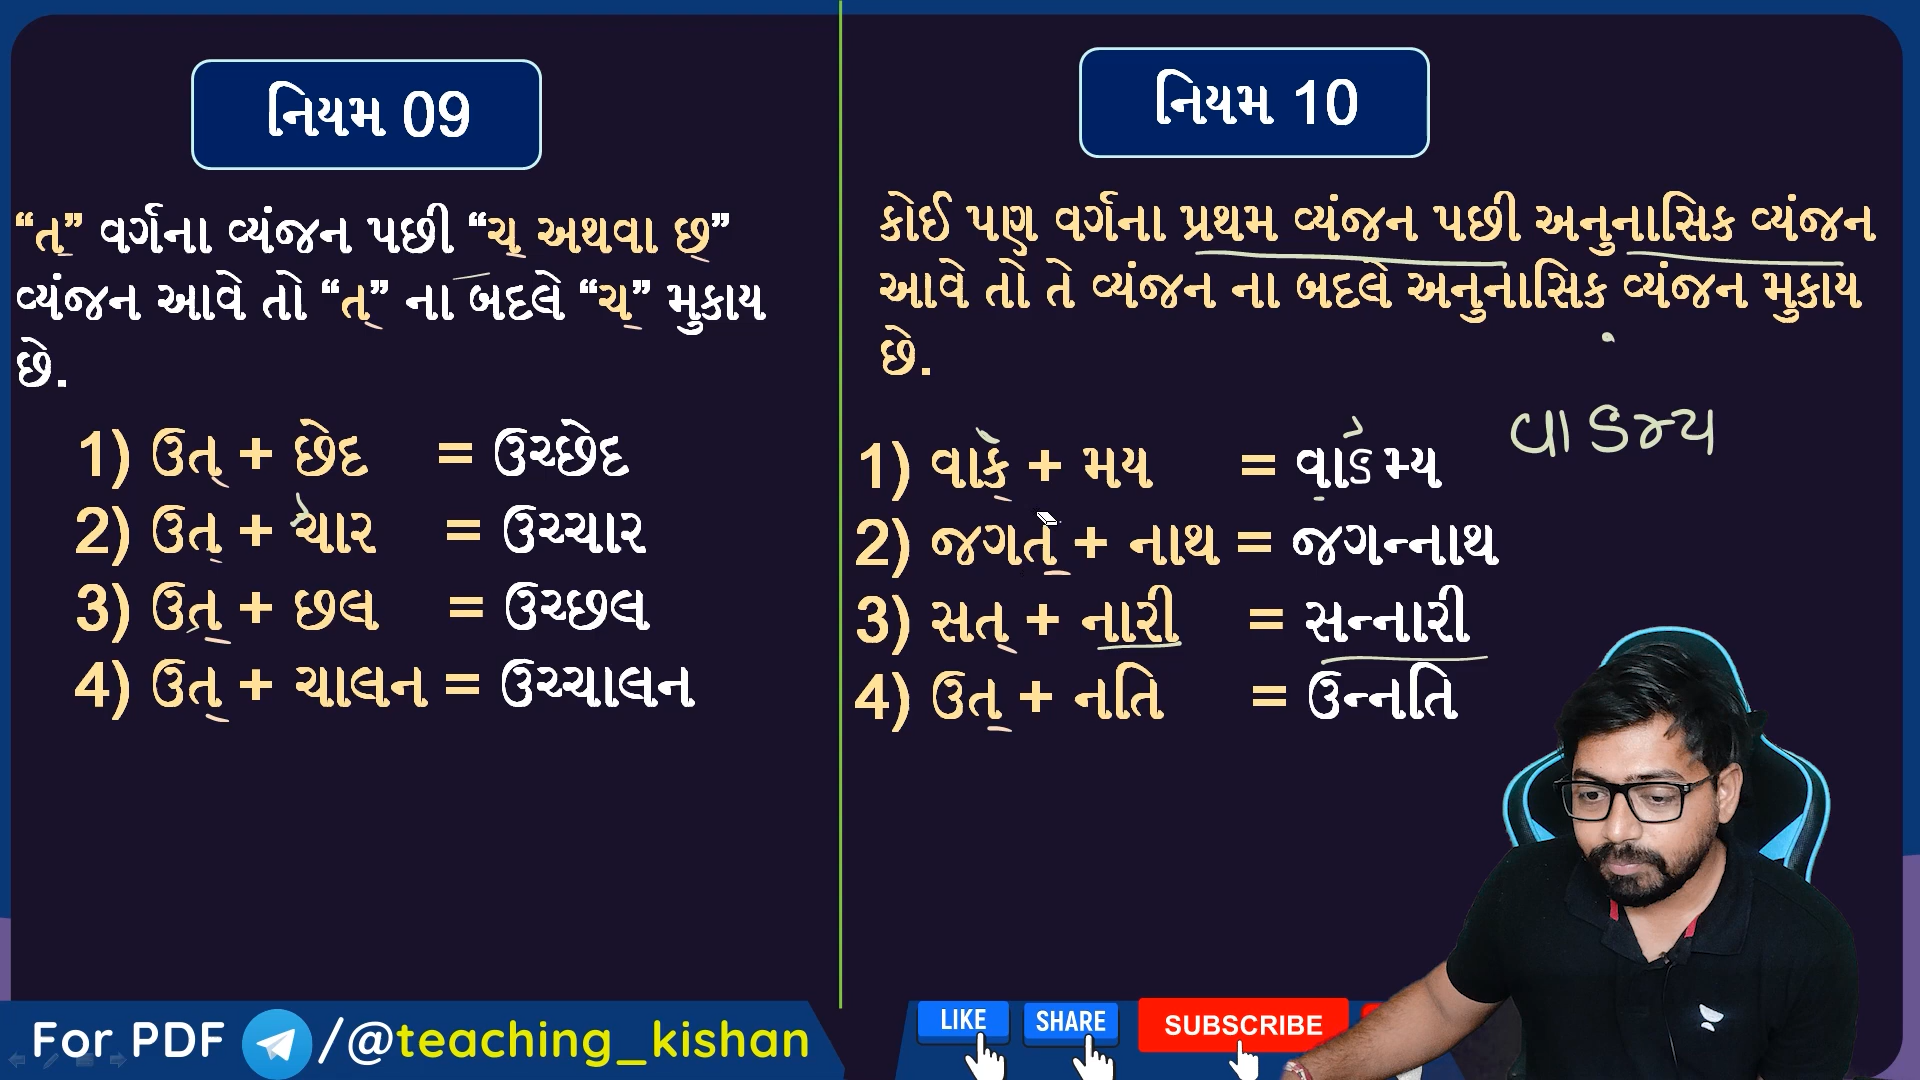 નિયમ 09
“ત્” વર્ગના વ્યંજન પછી “ચ્ અથવા છ્”
વ્યંજન આવે તો “ત્” ના બદલે “ચ્” મુકાય
છે.
1) ઉત્ + છેદ = ઉચ્છેદ
2) ઉત્ + ચાર = ઉચ્ચાર
3) ઉત્ + છલ = ઉચ્છલ
4) ઉત્ + ચાલન = ઉચ્ચાલન
નિયમ 10
કોઈ પણ વર્ગના પ્રથમ વ્યંજન પછી અનુનાસિક વ્યંજન
આવે તો તે વ્યંજન ના બદલે અનુનાસિક વ્યંજન મુકાય
છે.
1) વાક્ + મય =
2) જગત્ + નાથ = જગન્નાથ
3) સત્ + નારી = સન્નારી
4) ઉત્ + નતિ = ઉન્નતિ
For PDF /@teaching_kishan
LIKE SHARE SUBSCRIBE